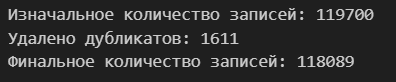 Изначальное количество записей: 119700
Удалено дубликатов: 1611
Финальное количество записей: 118089